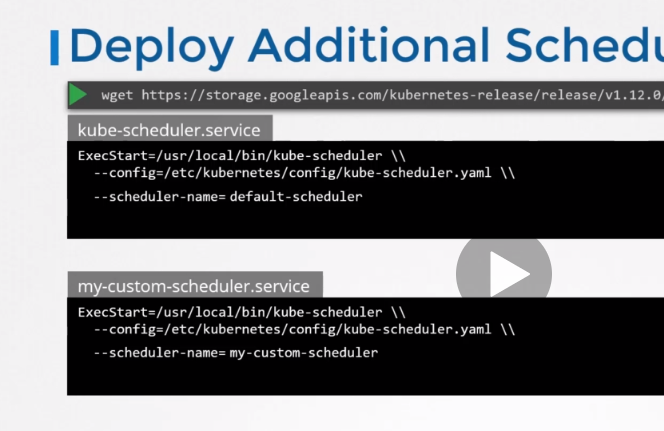 Deploy Additional Schedu
wget https://storage.googleapis.com/kubernetes-release/release/v1.12.0/
kube-scheduler.service
ExecStart=/usr/local/bin/kube-scheduler \\
--config=/etc/kubernetes/config/kube-scheduler.yaml \\
--scheduler-name= default-scheduler
my-custom-scheduler.service
ExecStart=/usr/local/bin/kube-scheduler \\
--config=/etc/kubernetes/config/kube-scheduler.yaml \\
--scheduler-name= my-custom-scheduler